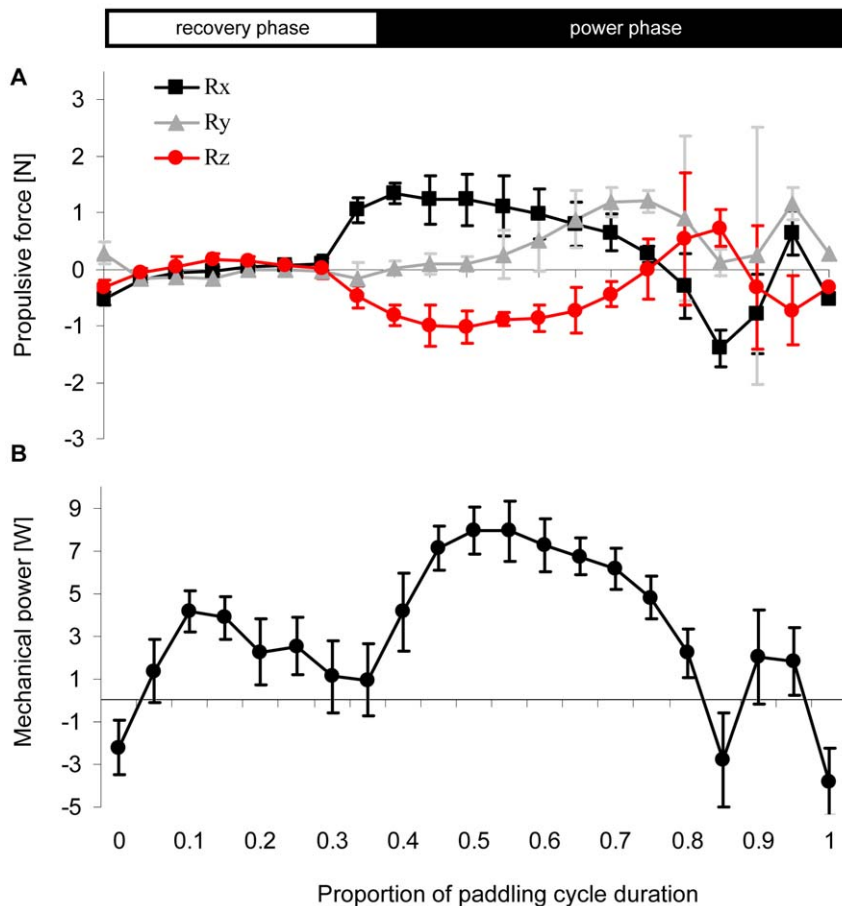 recovery phase power phase
A
Rx
Ry
Rz
3
2
1
0
-1
-2
-3
Propulsive force [N]
B
9
7
5
3
1
-1
-3
-5
Mechanical power [W]
0 0.1 0.2 0.3 0.4 0.5 0.6 0.7 0.8 0.9 1
Proportion of paddling cycle duration